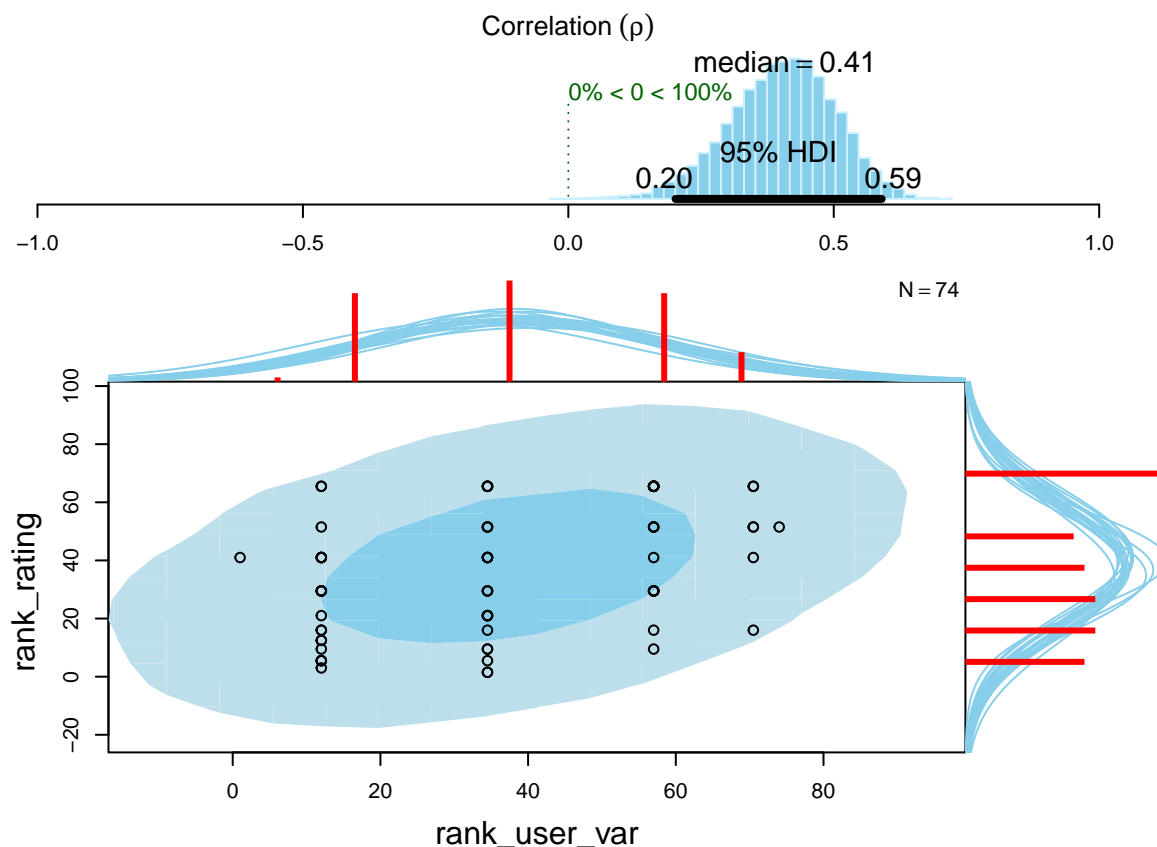 Correlation (ρ)
median = 0.41
0% < 0 < 100%
95% HDI
0.20 0.59
−1.0 −0.5 0.0 0.5 1.0
N = 74
100
80
60
40
20
0
−20
rank_rating
0 20 40 60 80
rank_user_var